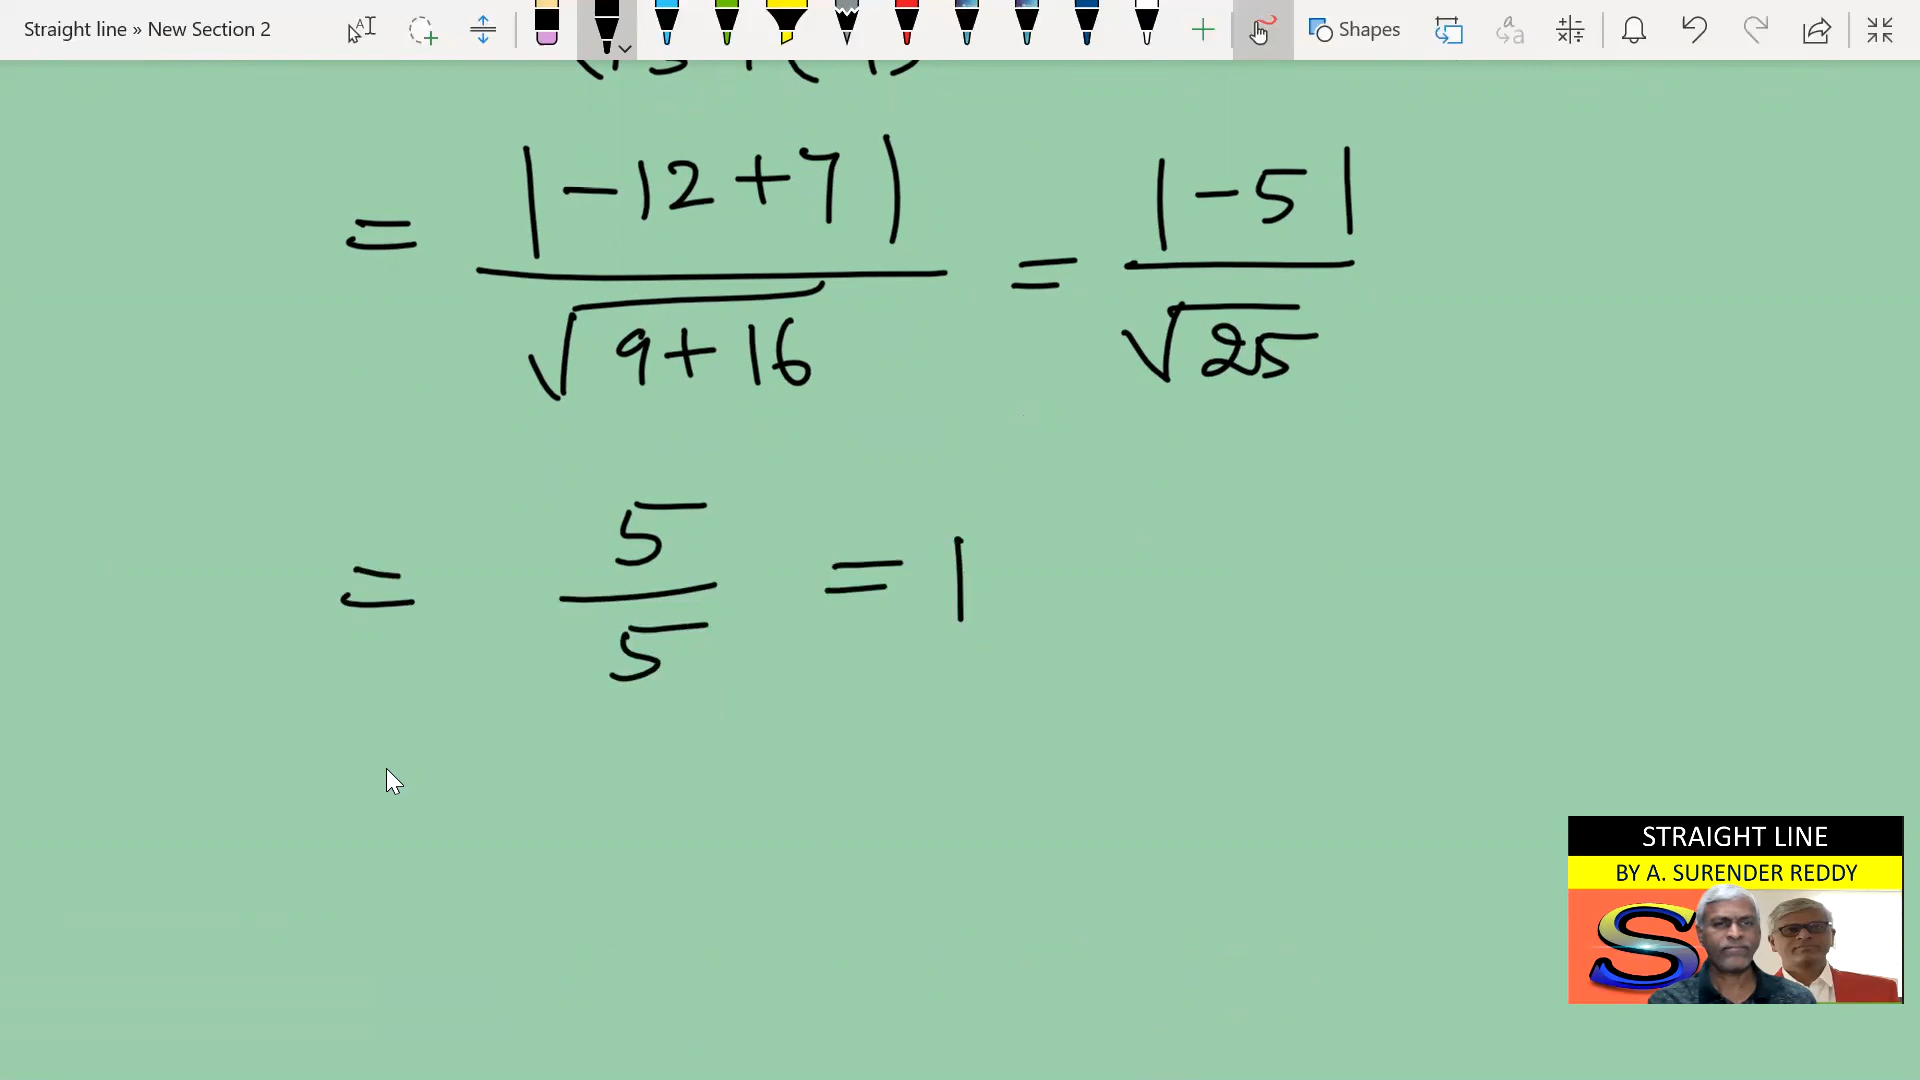 Straight line » New Section 2
Shapes
= |-12+7| / √(9+16) = |-5| / √25
= 5/5 = 1
STRAIGHT LINE
BY A. SURENDER REDDY
S